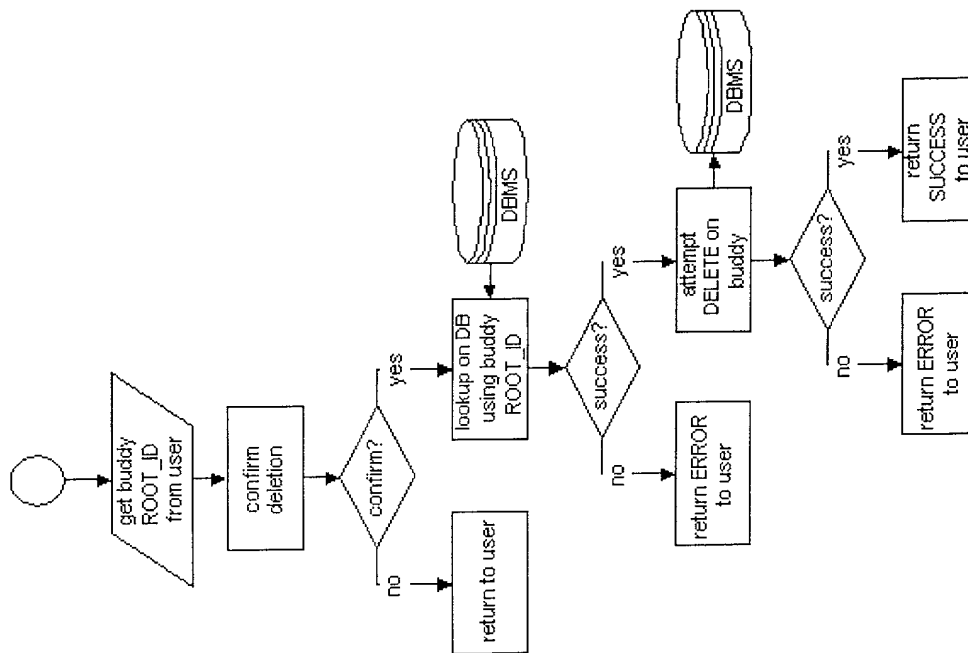 get buddy
ROOT_ID
from user
confirm
deletion
confirm?
no
yes
return to user
lookup on DB
using buddy
ROOT_ID
DBMS
success?
no
yes
return ERROR
to user
attempt
DELETE on
buddy
DBMS
success?
no
yes
return ERROR
to user
return
SUCCESS
to user